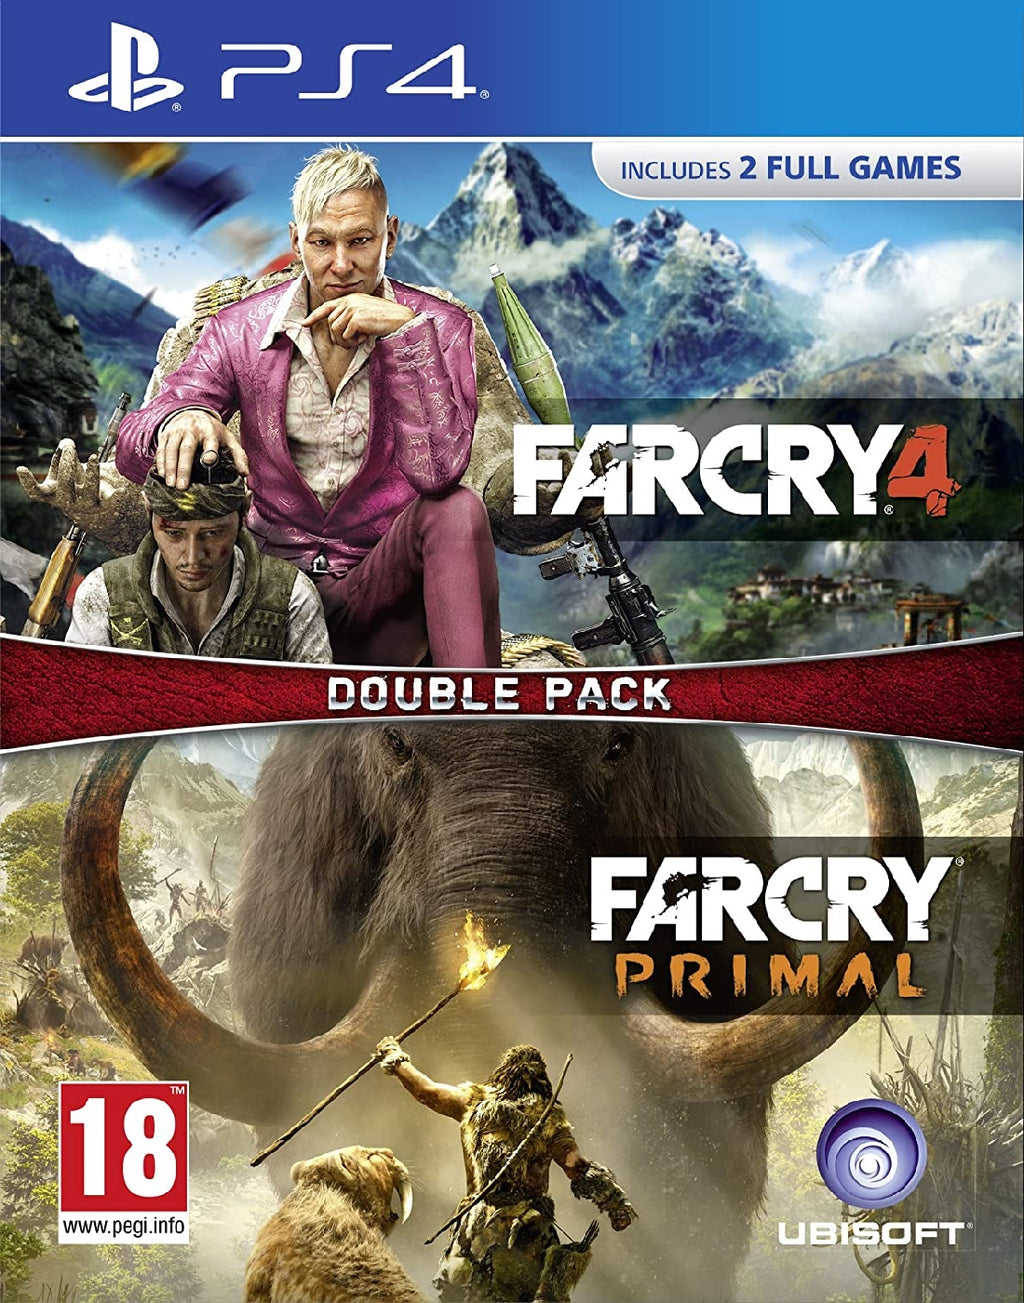 PS4
INCLUDES 2 FULL GAMES
FARCRY4
DOUBLE PACK
FARCRY
PRIMAL
18
www.pegi.info
UBISOFT